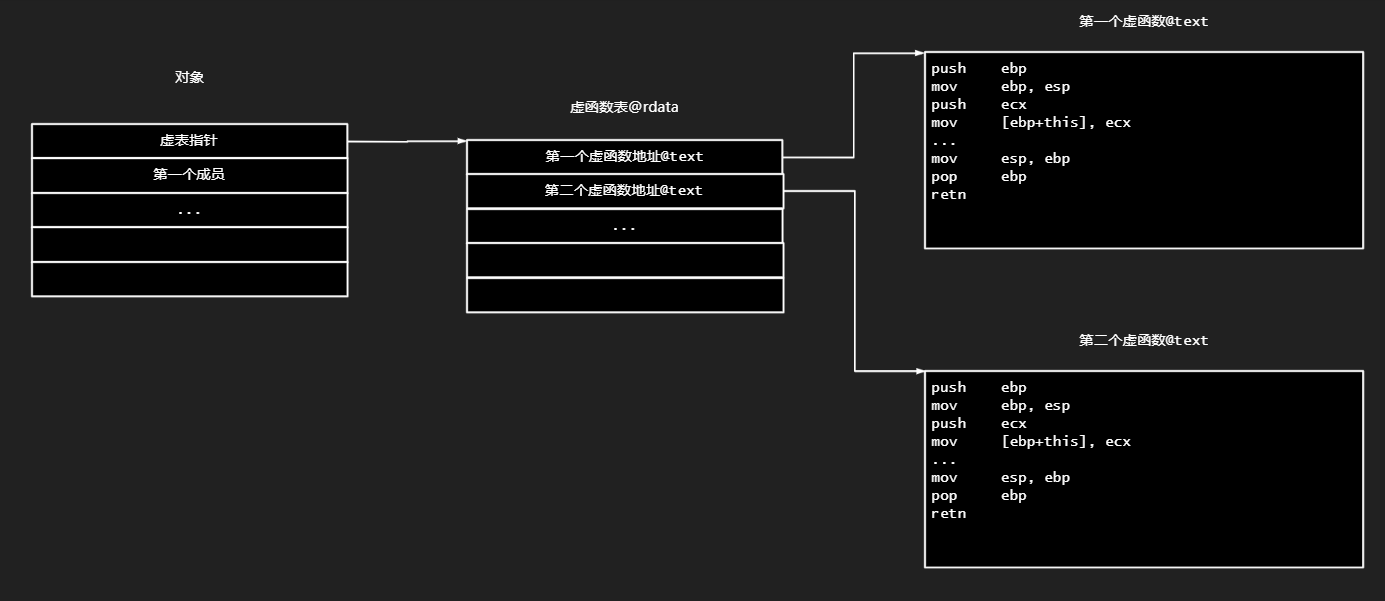 对象
虚表指针
第一个成员
...
虚函数表@rdata
第一个虚函数地址@text
第二个虚函数地址@text
...
第一个虚函数@text
push ebp
mov ebp, esp
push ecx
mov [ebp+this], ecx
...
mov esp, ebp
pop ebp
retn
第二个虚函数@text
push ebp
mov ebp, esp
push ecx
mov [ebp+this], ecx
...
mov esp, ebp
pop ebp
retn